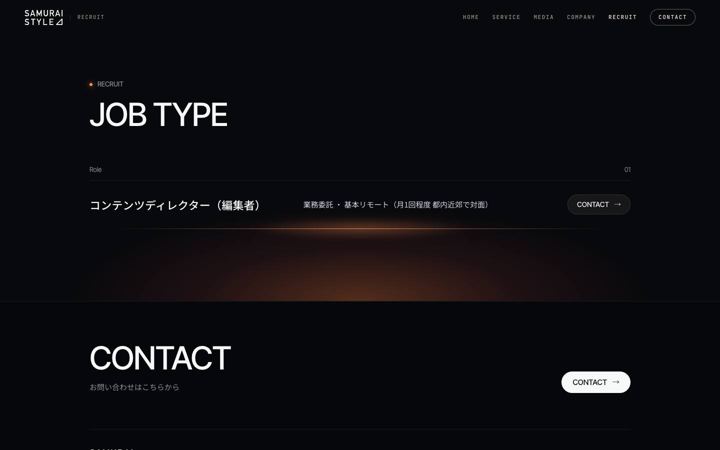 SAMURAI
STYLE
RECRUIT
HOME SERVICE MEDIA COMPANY RECRUIT CONTACT
RECRUIT
JOB TYPE
Role 01
コンテンツディレクター（編集者） 業務委託 ・ 基本リモート（月1回程度 都内近郊で対面） CONTACT →
CONTACT
お問い合わせはこちらから
CONTACT →